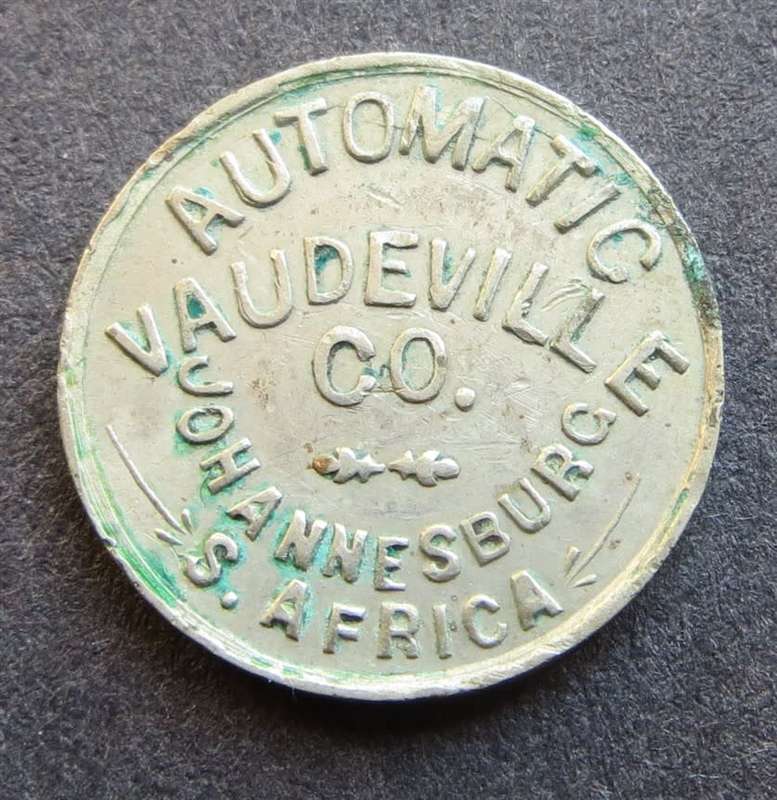 AUTOMATIC
VAUDEVILLE
CO.
JOHANNESBURG
S. AFRICA